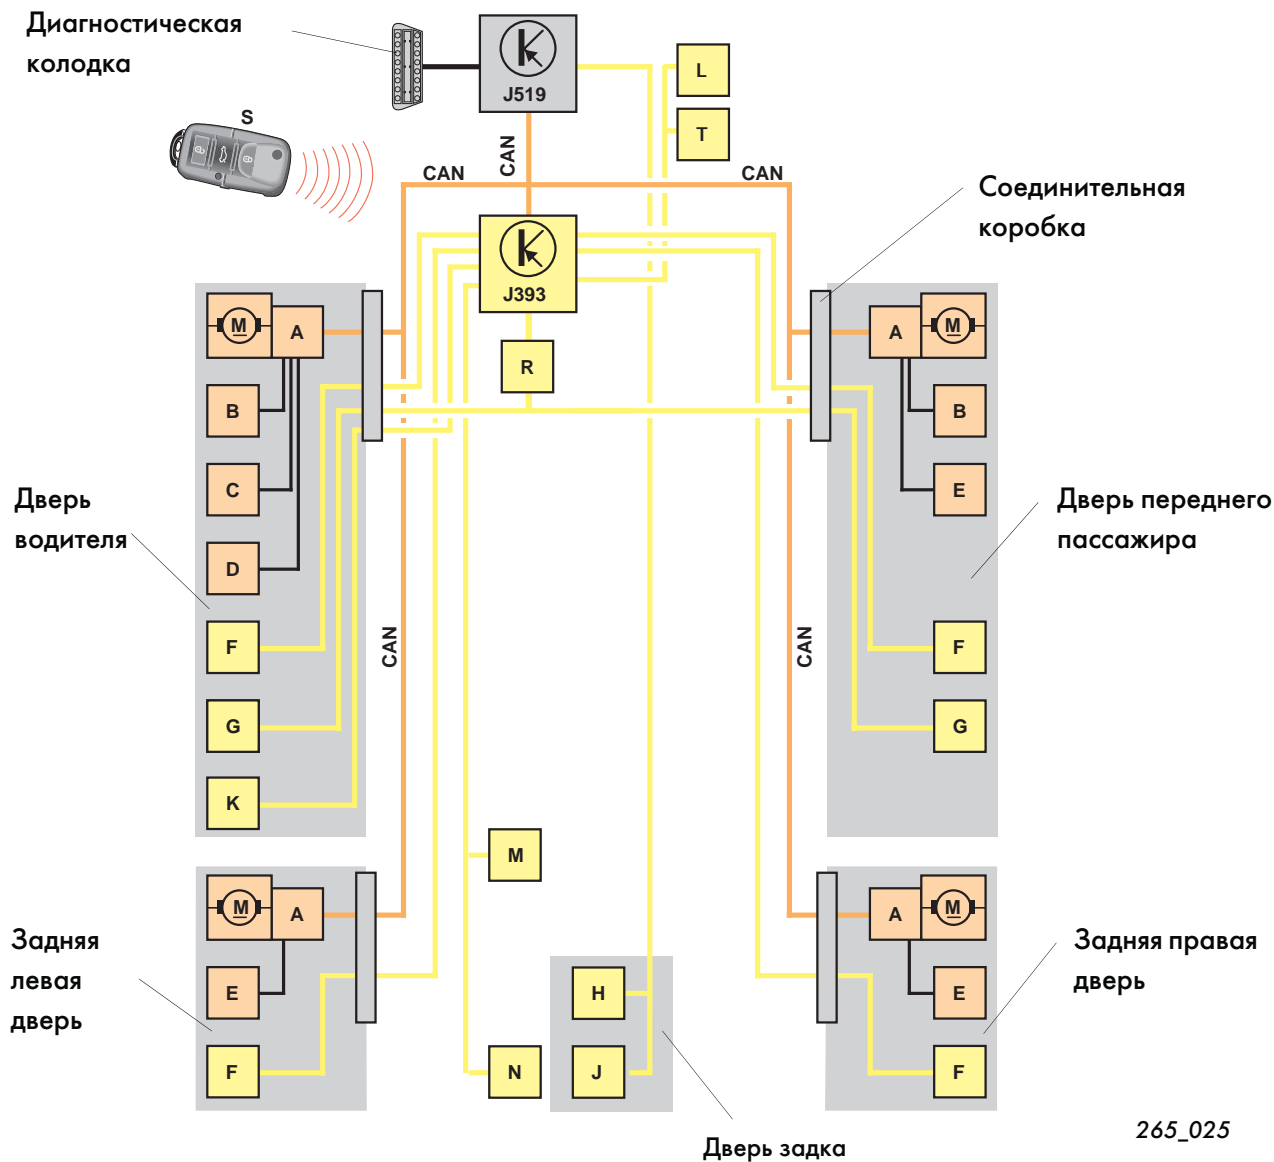 Диагностическая
колодка
J519
L
T
S
CAN
CAN
CAN
Соединительная
коробка
J393
R
M
A
B
C
D
F
G
K
Дверь
водителя
CAN
A
M
B
E
F
G
Дверь переднего
пассажира
CAN
M
A
E
F
Задняя
левая
дверь
M
N
H
J
Дверь задка
A
M
E
F
Задняя правая
дверь
265_025